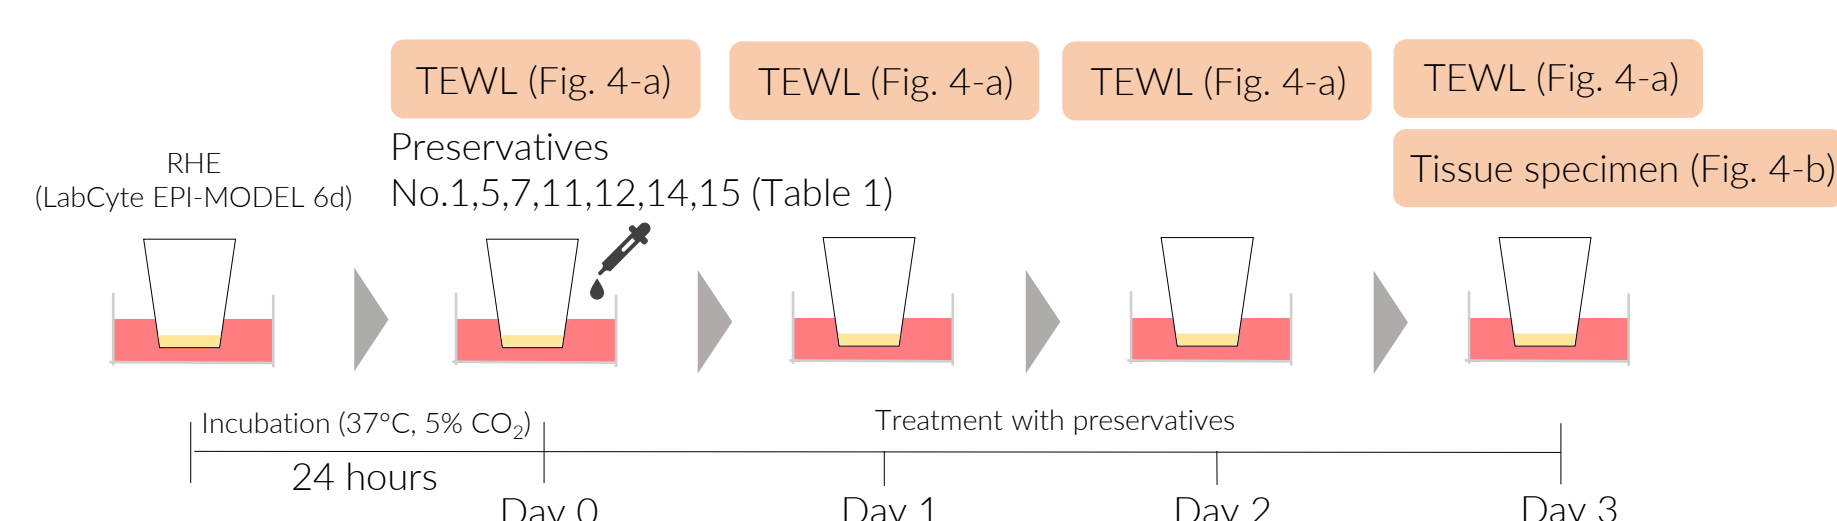 TEWL (Fig. 4-a)
TEWL (Fig. 4-a)
TEWL (Fig. 4-a)
TEWL (Fig. 4-a)
Tissue specimen (Fig. 4-b)
Preservatives
No.1,5,7,11,12,14,15 (Table 1)
RHE
(LabCyte EPI-MODEL 6d)
Incubation (37°C, 5% CO₂)
24 hours
Treatment with preservatives
Day 0
Day 1
Day 2
Day 3